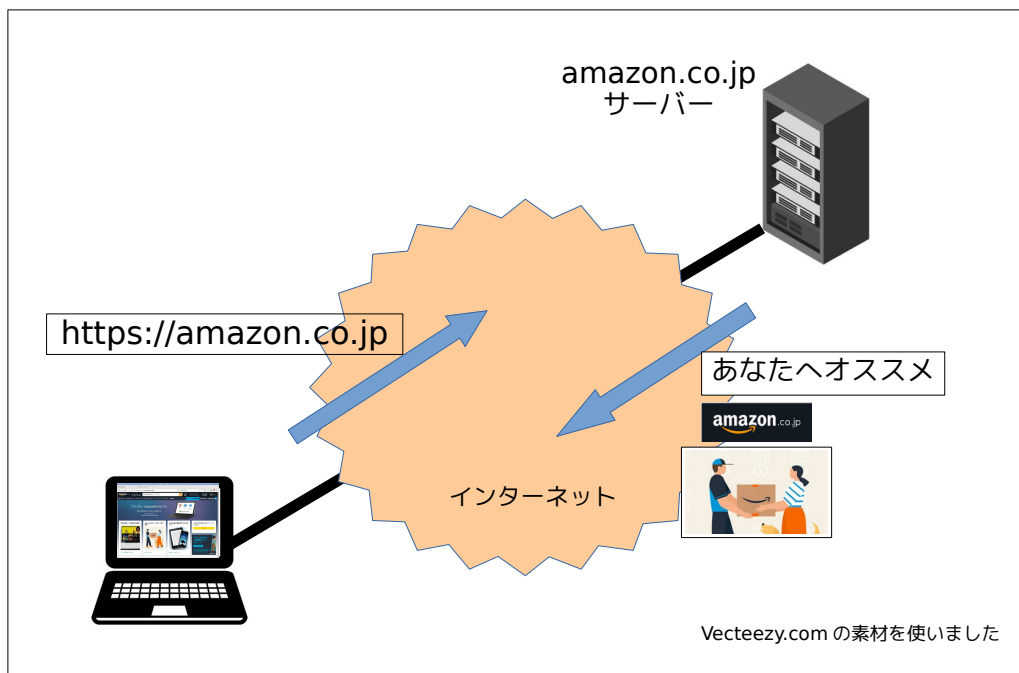 amazon.co.jp
サーバー
https://amazon.co.jp
あなたへオススメ
amazon.co.jp
インターネット
Vecteezy.com の素材を使いました